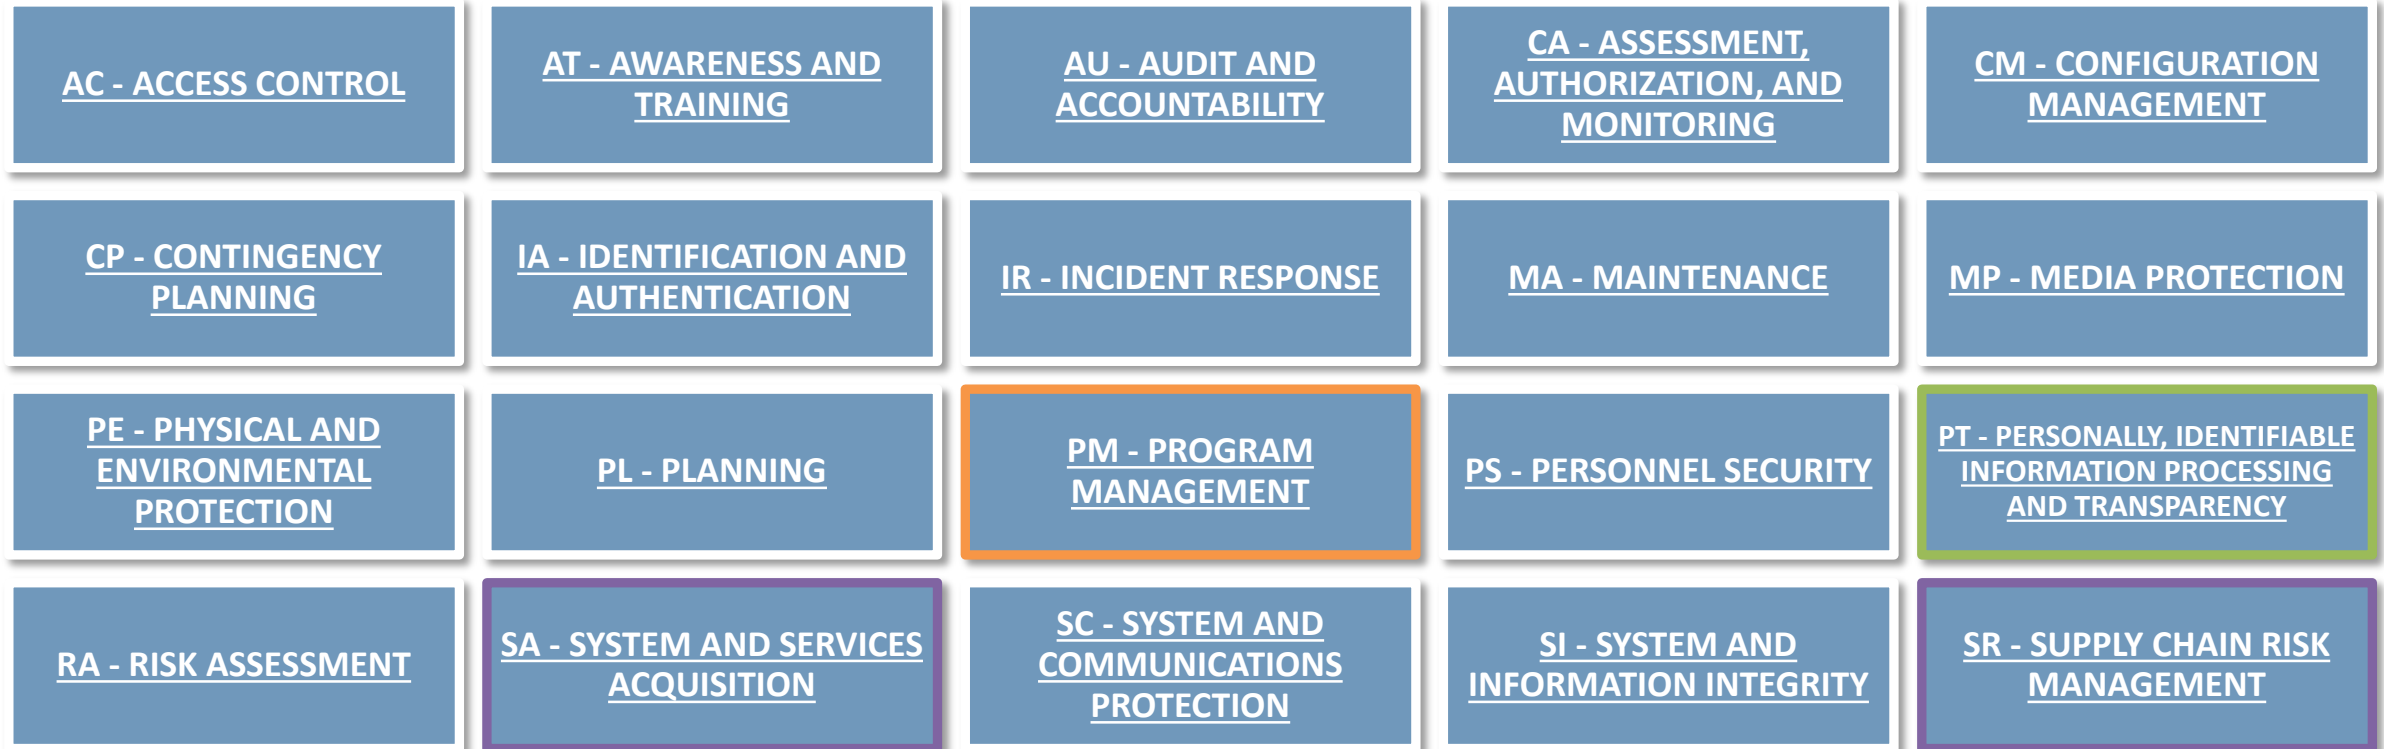 AC - ACCESS CONTROL
AT - AWARENESS AND
TRAINING
AU - AUDIT AND
ACCOUNTABILITY
CA - ASSESSMENT,
AUTHORIZATION, AND
MONITORING
CM - CONFIGURATION
MANAGEMENT
CP - CONTINGENCY
PLANNING
IA - IDENTIFICATION AND
AUTHENTICATION
IR - INCIDENT RESPONSE
MA - MAINTENANCE
MP - MEDIA PROTECTION
PE - PHYSICAL AND
ENVIRONMENTAL
PROTECTION
PL - PLANNING
PM - PROGRAM
MANAGEMENT
PS - PERSONNEL SECURITY
PT - PERSONALLY, IDENTIFIABLE
INFORMATION PROCESSING
AND TRANSPARENCY
RA - RISK ASSESSMENT
SA - SYSTEM AND SERVICES
ACQUISITION
SC - SYSTEM AND
COMMUNICATIONS
PROTECTION
SI - SYSTEM AND
INFORMATION INTEGRITY
SR - SUPPLY CHAIN RISK
MANAGEMENT